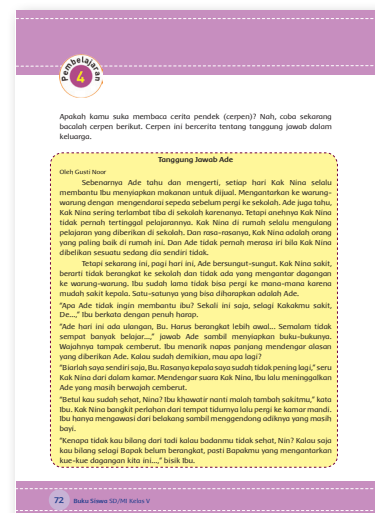 Pembelajaran
4
Apakah kamu suka membaca cerita pendek (cerpen)? Nah, coba sekarang
bacalah cerpen berikut. Cerpen ini bercerita tentang tanggung jawab dalam
keluarga.
Tanggung Jawab Ade
Oleh Gusti Noor
Sebenarnya Ade tahu dan mengerti, setiap hari Kak Nina selalu
membantu Ibu menyiapkan makanan untuk dijual. Mengantarkan ke warung-
warung dengan mengendarai sepeda sebelum pergi ke sekolah. Ade juga tahu,
Kak Nina sering terlambat tiba di sekolah karenanya. Tetapi anehnya Kak Nina
tidak pernah tertinggal pelajarannya. Kak Nina di rumah selalu mengulang
pelajaran yang diberikan di sekolah. Dan rasa-rasanya, Kak Nina adalah orang
yang paling baik di rumah ini. Dan Ade tidak pernah merasa iri bila Kak Nina
dibelikan sesuatu sedang dia sendiri tidak.
Tetapi sekarang ini, pagi hari ini, Ade bersungut-sungut. Kak Nina sakit,
berarti tidak berangkat ke sekolah dan tidak ada yang mengantar dagangan
ke warung-warung. Ibu sudah lama tidak bisa pergi ke mana-mana karena
mudah sakit kepala. Satu-satunya yang bisa diharapkan adalah Ade.
"Apa Ade tidak ingin membantu ibu? Sekali ini saja, selagi Kakakmu sakit,
De...," Ibu berkata dengan penuh harap.
"Ade hari ini ada ulangan, Bu. Harus berangkat lebih awal... Semalam tidak
sempat banyak belajar...," jawab Ade sambil menyiapkan buku-bukunya.
Wajahnya tampak cemberut. Ibu menarik napas panjang mendengar alasan
yang diberikan Ade. Kalau sudah demikian, mau apa lagi?
"Biarlah saya sendiri saja, Bu. Rasanya kepala saya sudah tidak pening lagi," seru
Kak Nina dari dalam kamar. Mendengar suara Kak Nina, Ibu lalu meninggalkan
Ade yang masih berwajah cemberut.
"Betul kau sudah sehat, Nina? Ibu khawatir nanti malah tambah sakitmu," kata
Ibu. Kak Nina bangkit perlahan dari tempat tidurnya lalu pergi ke kamar mandi.
Ibu hanya mengawasi dari belakang sambil menggendong adiknya yang masih
bayi.
"Kenapa tidak kau bilang dari tadi kalau badanmu tidak sehat, Nin? Kalau saja
kau bilang selagi Bapak belum berangkat, pasti Bapakmu yang mengantarkan
kue-kue dagangan kita ini...," bisik Ibu.
72 Buku Siswa SD/MI Kelas V